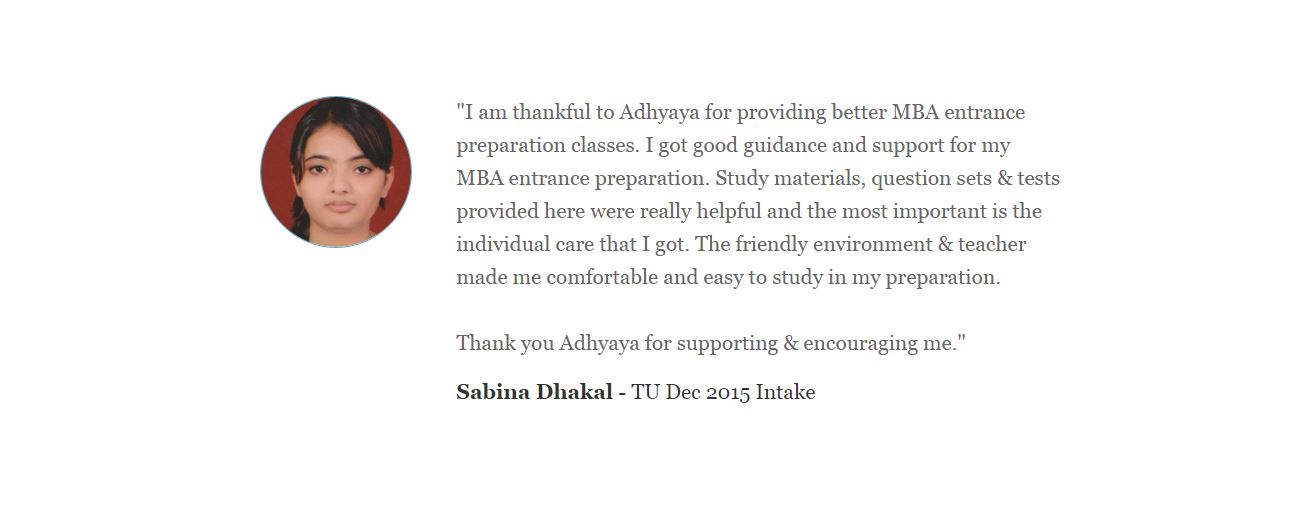 "I am thankful to Adhyaya for providing better MBA entrance
preparation classes. I got good guidance and support for my
MBA entrance preparation. Study materials, question sets & tests
provided here were really helpful and the most important is the
individual care that I got. The friendly environment & teacher
made me comfortable and easy to study in my preparation.
Thank you Adhyaya for supporting & encouraging me."
Sabina Dhakal - TU Dec 2015 Intake